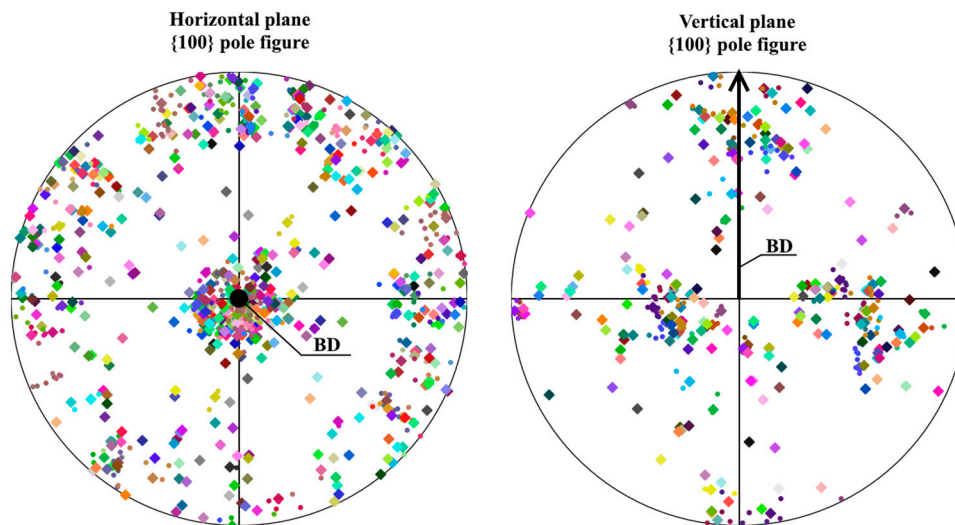 Horizontal plane
{100} pole figure
Vertical plane
{100} pole figure
BD
BD